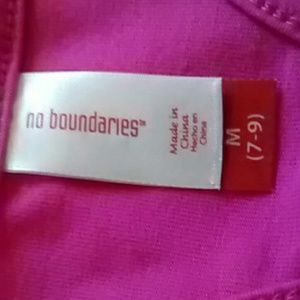 no boundaries™
Made in
China
Hecho en
China
M
(7-9)